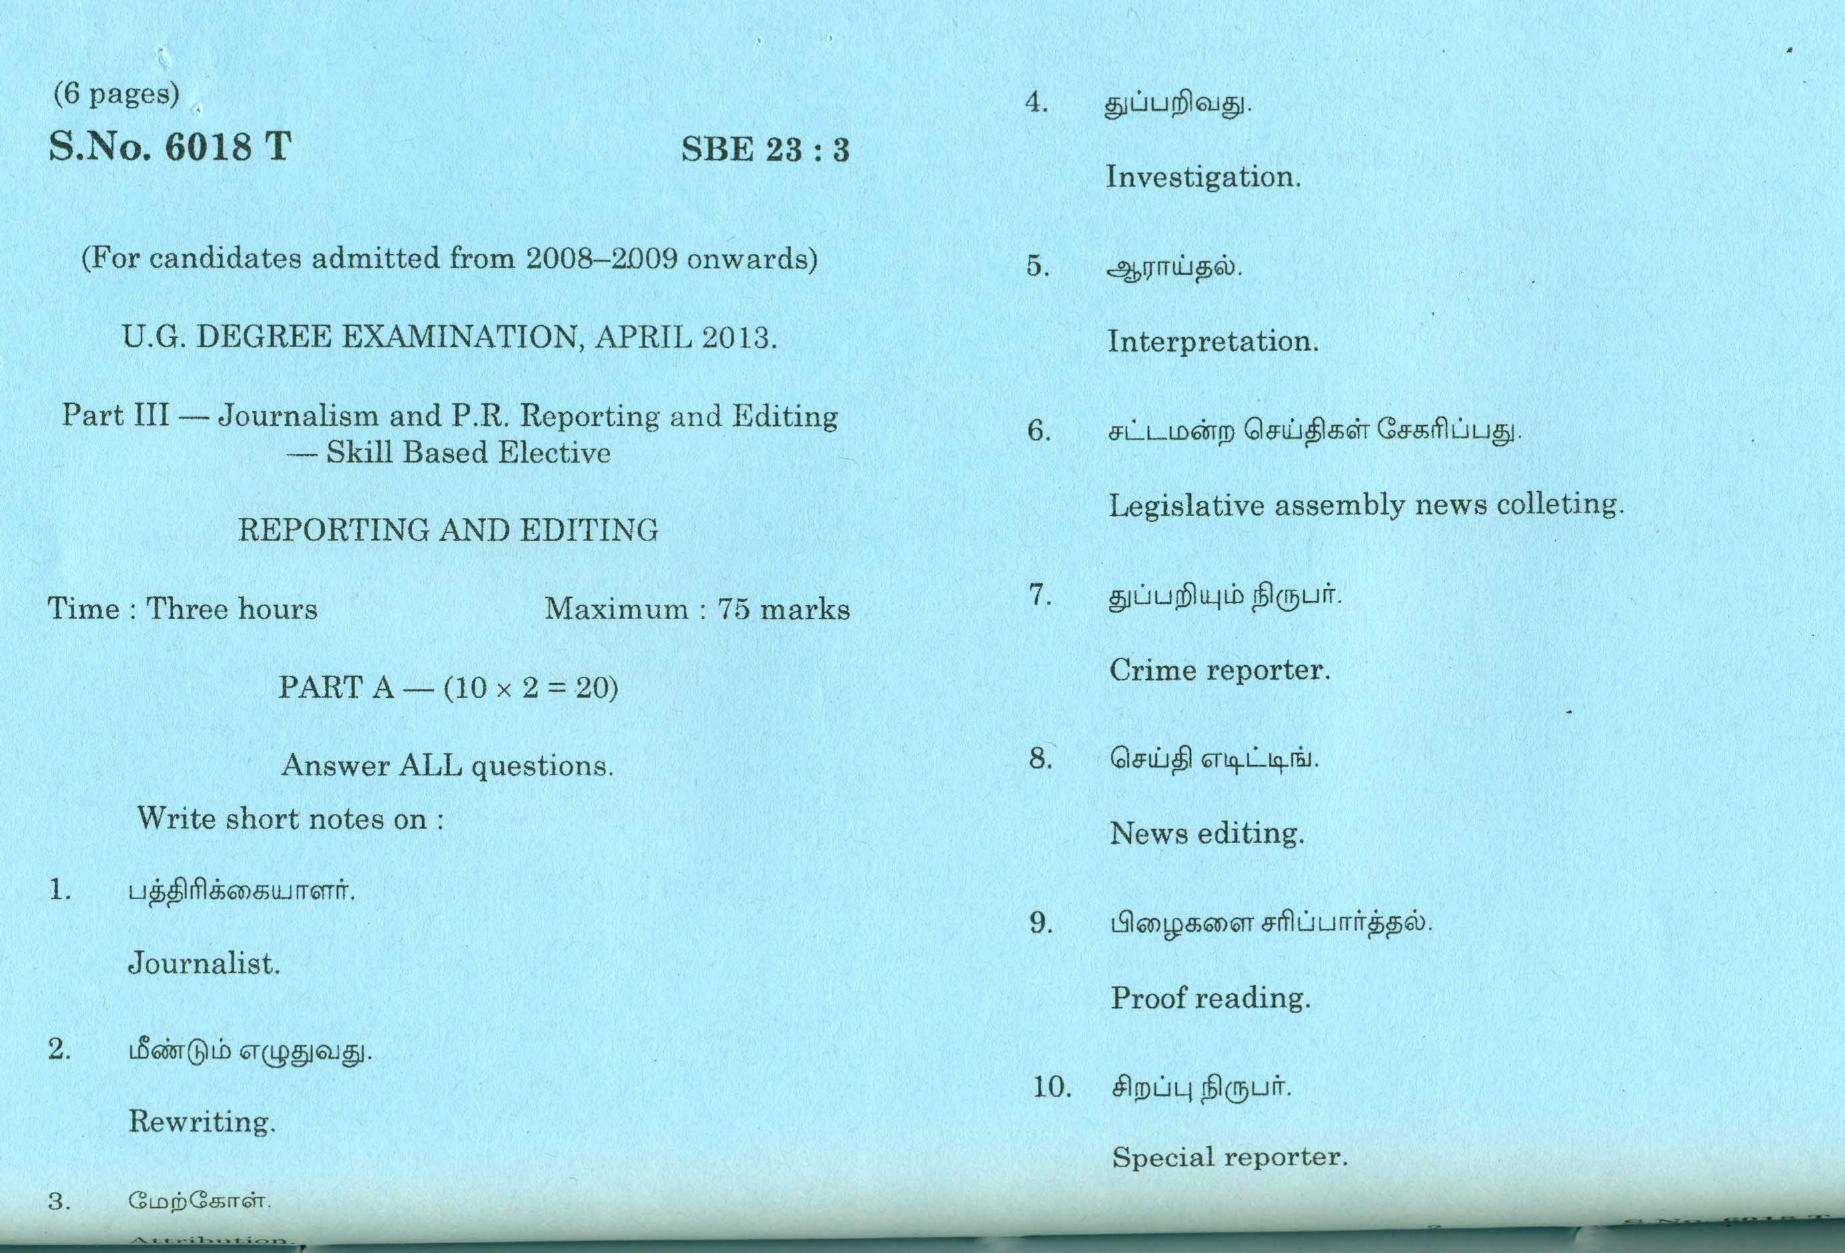 (6 pages)
S.No. 6018 T SBE 23 : 3
(For candidates admitted from 2008–2009 onwards)
U.G. DEGREE EXAMINATION, APRIL 2013.
Part III — Journalism and P.R. Reporting and Editing
— Skill Based Elective
REPORTING AND EDITING
Time : Three hours Maximum : 75 marks
PART A — (10 × 2 = 20)
Answer ALL questions.
Write short notes on :
1. பத்திரிக்கையாளர்.
Journalist.
2. மீண்டும் எழுதுவது.
Rewriting.
3. மேற்கோள்.
Attribution.
4. துப்பறிவது.
Investigation.
5. ஆராய்தல்.
Interpretation.
6. சட்டமன்ற செய்திகள் சேகரிப்பது.
Legislative assembly news colleting.
7. துப்பறியும் நிருபர்.
Crime reporter.
8. செய்தி எடிட்டிங்.
News editing.
9. பிழைகளை சரிப்பார்த்தல்.
Proof reading.
10. சிறப்பு நிருபர்.
Special reporter.
2 S.No. 6018 T